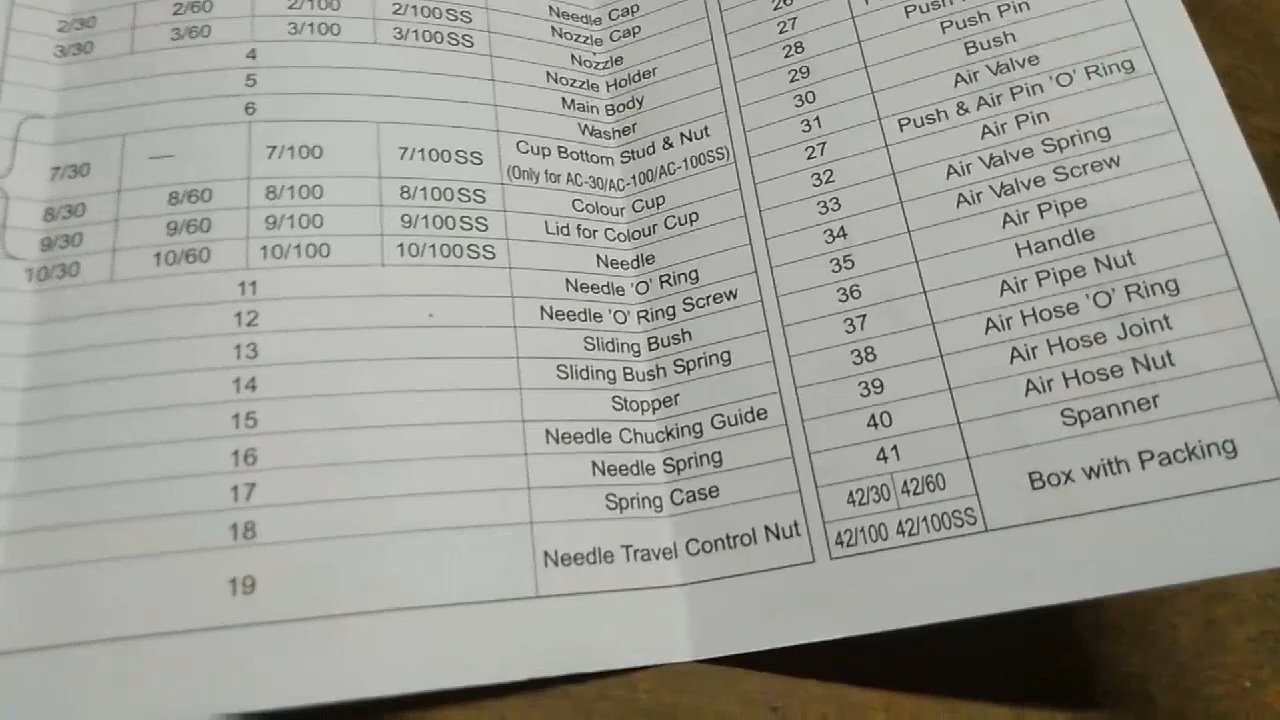 Needle Cap
2/30 2/60 2/100 2/100SS Nozzle Cap
3/30 3/60 3/100 3/100SS Nozzle
4 Nozzle Holder
5 Main Body
6 Washer
7/30 — 7/100 7/100SS Cup Bottom Stud & Nut
(Only for AC-30/AC-100/AC-100SS)
8/30 8/60 8/100 8/100SS Colour Cup
9/30 9/60 9/100 9/100SS Lid for Colour Cup
10/30 10/60 10/100 10/100SS Needle
11 Needle 'O' Ring
12 Needle 'O' Ring Screw
13 Sliding Bush
14 Sliding Bush Spring
15 Stopper
16 Needle Chucking Guide
17 Needle Spring
18 Spring Case
19 Needle Travel Control Nut
26
27
28 Push
29 Push Pin
30 Bush
31 Air Valve
27 Push & Air Pin 'O' Ring
32 Air Pin
33 Air Valve Spring
34 Air Valve Screw
35 Air Pipe
36 Handle
37 Air Pipe Nut
38 Air Hose 'O' Ring
39 Air Hose Joint
40 Air Hose Nut
41 Spanner
42/30 42/60 Box with Packing
42/100 42/100SS